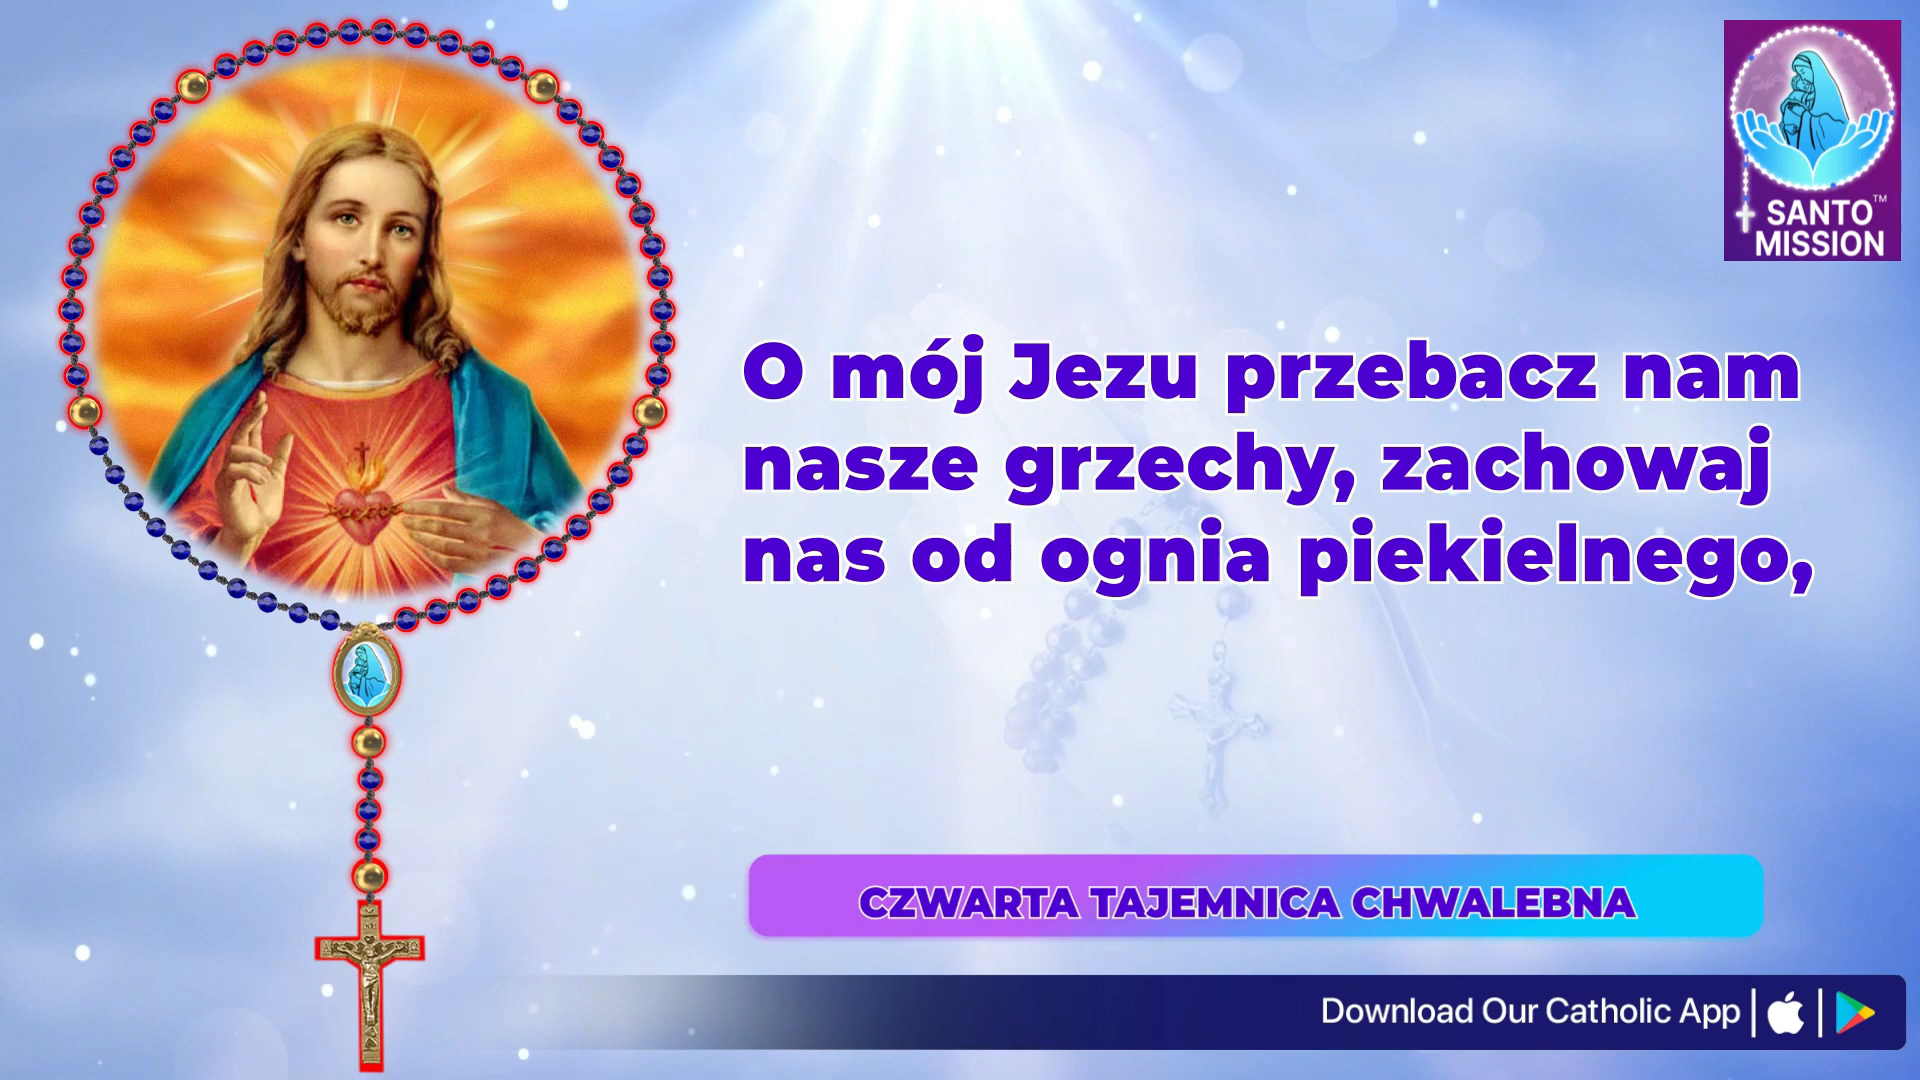 SANTO™
MISSION
O mój Jezu przebacz nam
nasze grzechy, zachowaj
nas od ognia piekielnego,
CZWARTA TAJEMNICA CHWALEBNA
Download Our Catholic App